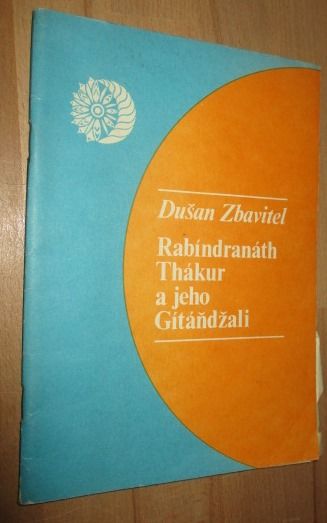 Dušan Zbavitel
Rabíndranáth
Thákur
a jeho
Gítáňdžali